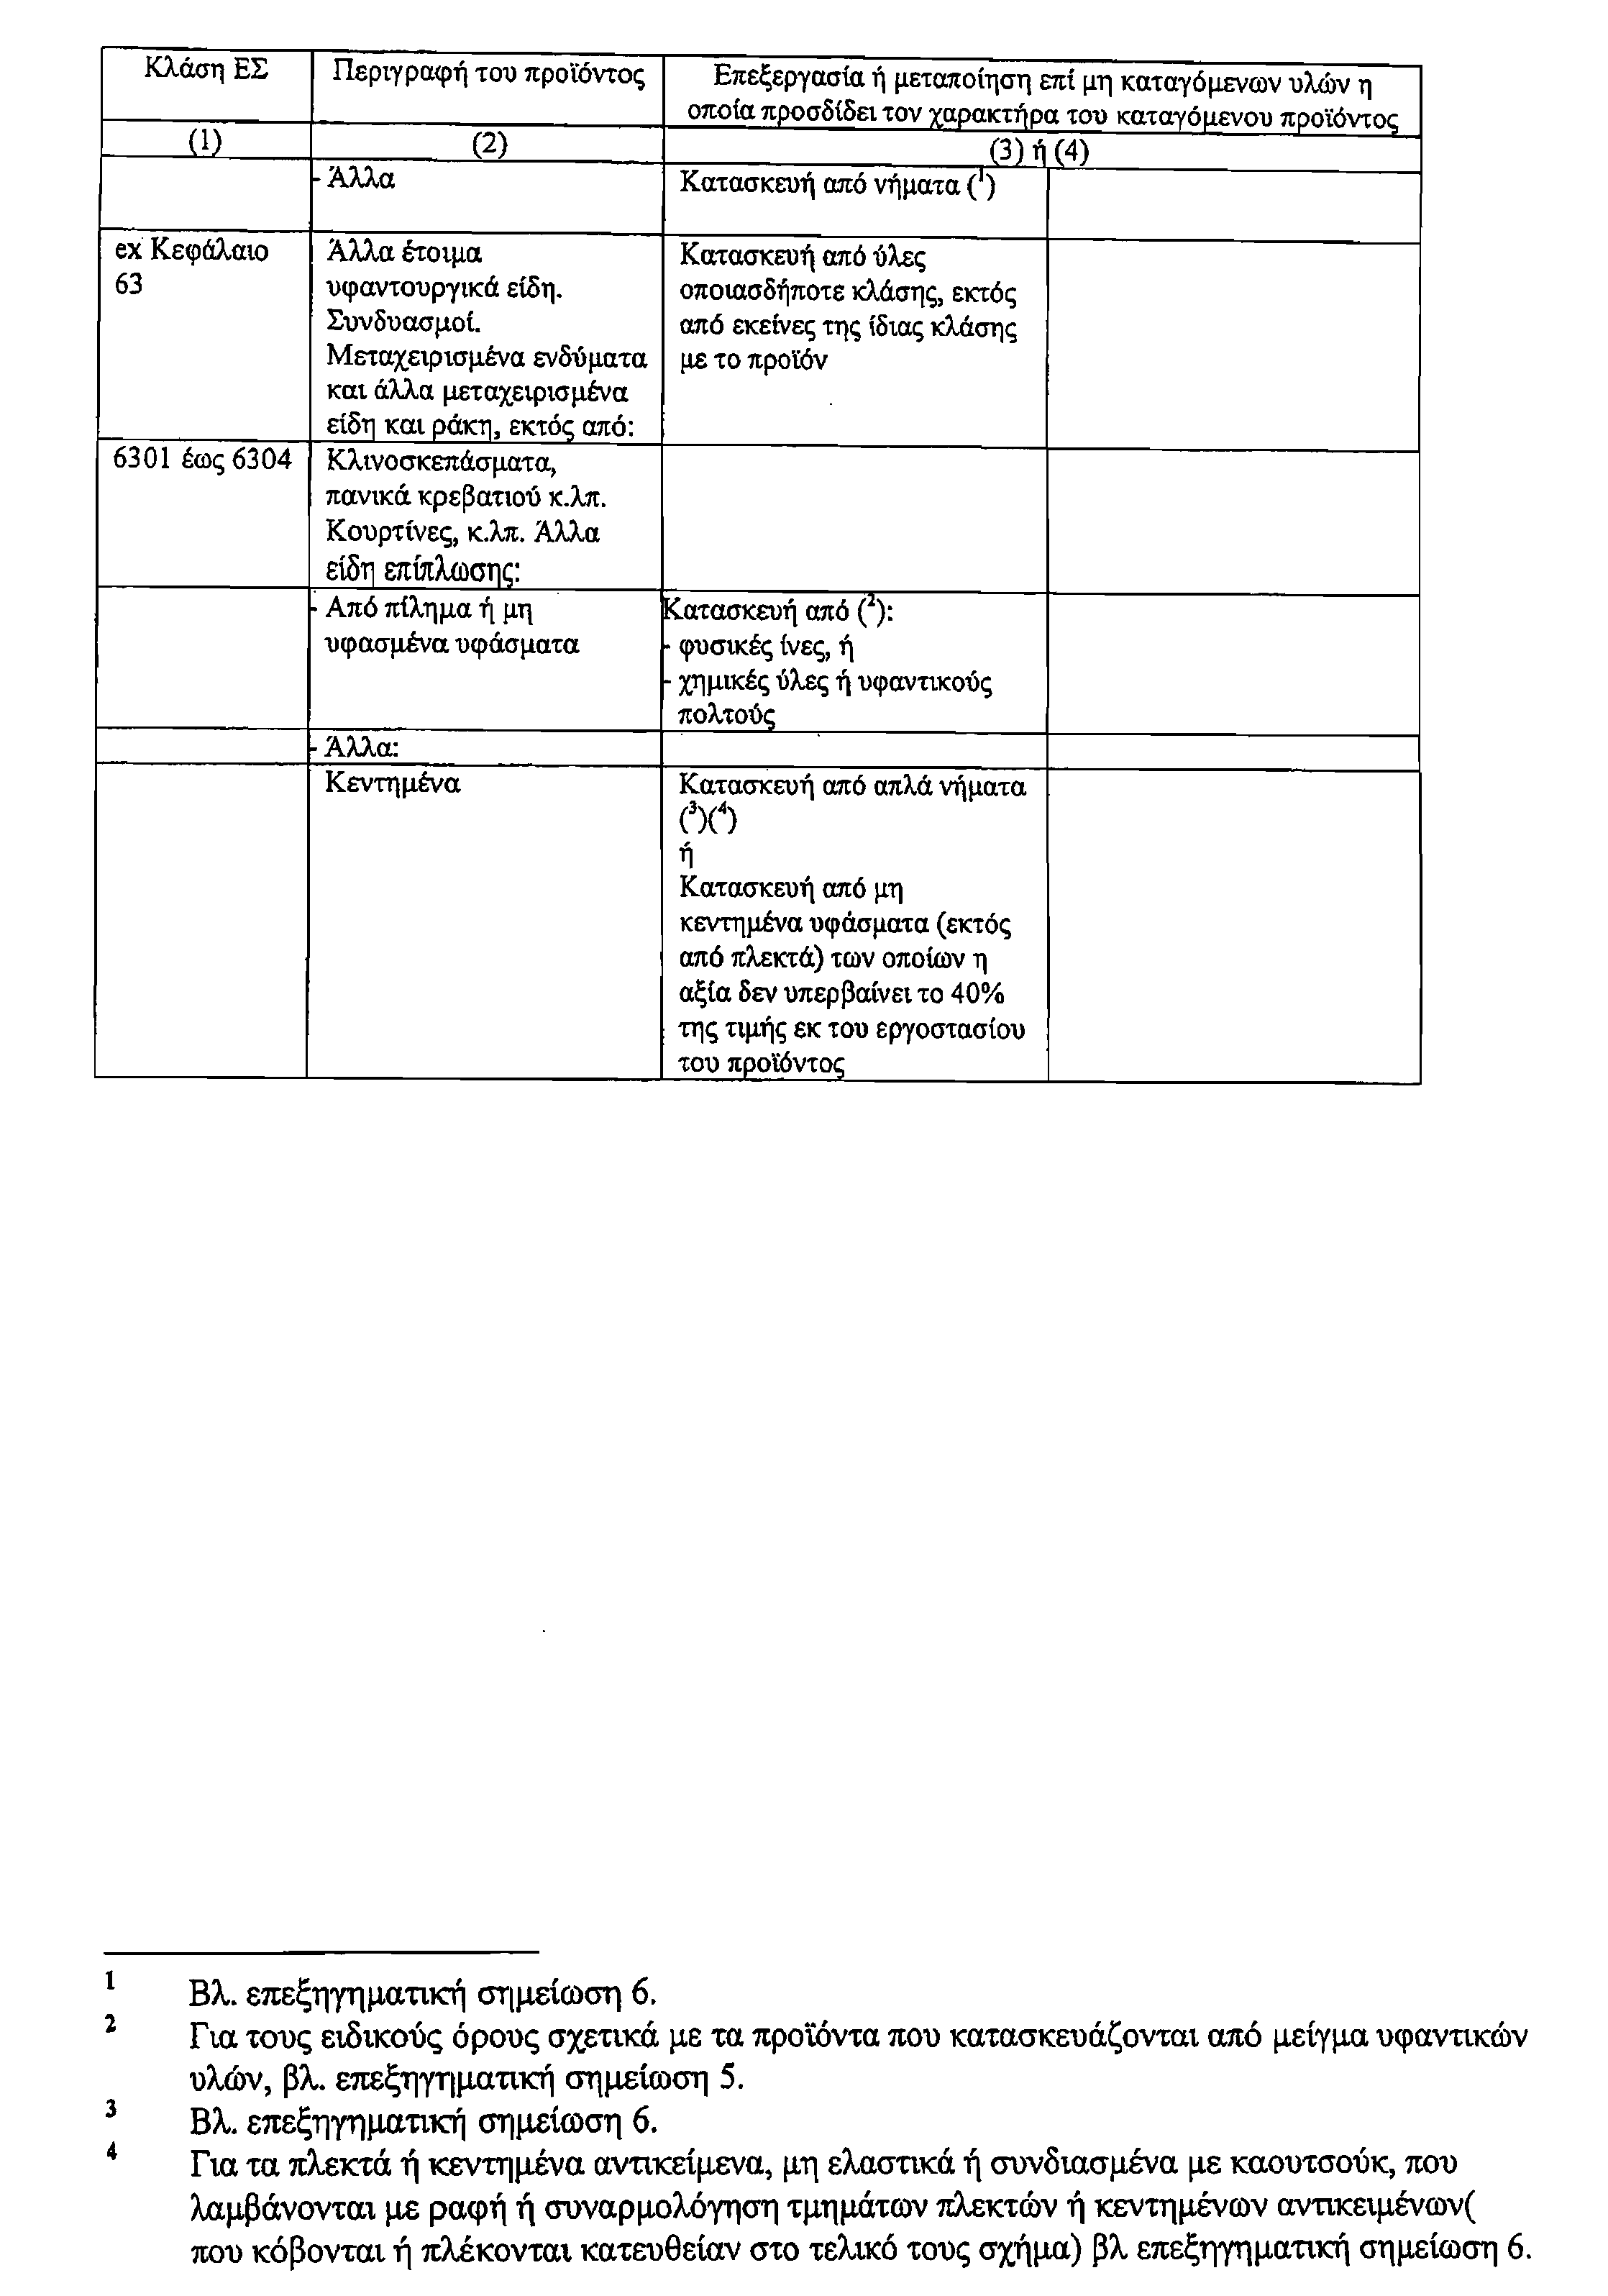 Κλάση ΕΣ
Περιγραφή του προϊόντος
Επεξεργασία ή μεταποίηση επί μη καταγόμενων υλών η
οποία προσδίδει τον χαρακτήρα του καταγόμενου προϊόντος
(1)
(2)
(3) ή (4)
- Άλλα
Κατασκευή από νήματα (¹)
ex Κεφάλαιο
63
Άλλα έτοιμα
υφαντουργικά είδη.
Συνδυασμοί.
Μεταχειρισμένα ενδύματα
και άλλα μεταχειρισμένα
είδη και ράκη, εκτός από:
Κατασκευή από ύλες
οποιασδήποτε κλάσης, εκτός
από εκείνες της ίδιας κλάσης
με το προϊόν
6301 έως 6304
Κλινοσκεπάσματα,
πανικά κρεβατιού κ.λπ.
Κουρτίνες, κ.λπ. Άλλα
είδη επίπλωσης:
- Από πίλημα ή μη
υφασμένα υφάσματα
Κατασκευή από (²):
- φυσικές ίνες, ή
- χημικές ύλες ή υφαντικούς
πολτούς
- Άλλα:
Κεντημένα
Κατασκευή από απλά νήματα
(³)(⁴)
ή
Κατασκευή από μη
κεντημένα υφάσματα (εκτός
από πλεκτά) των οποίων η
αξία δεν υπερβαίνει το 40%
της τιμής εκ του εργοστασίου
του προϊόντος
1 Βλ. επεξηγηματική σημείωση 6.
2 Για τους ειδικούς όρους σχετικά με τα προϊόντα που κατασκευάζονται από μείγμα υφαντικών
υλών, βλ. επεξηγηματική σημείωση 5.
3 Βλ. επεξηγηματική σημείωση 6.
4 Για τα πλεκτά ή κεντημένα αντικείμενα, μη ελαστικά ή συνδιασμένα με καουτσούκ, που
λαμβάνονται με ραφή ή συναρμολόγηση τμημάτων πλεκτών ή κεντημένων αντικειμένων(
που κόβονται ή πλέκονται κατευθείαν στο τελικό τους σχήμα) βλ επεξηγηματική σημείωση 6.